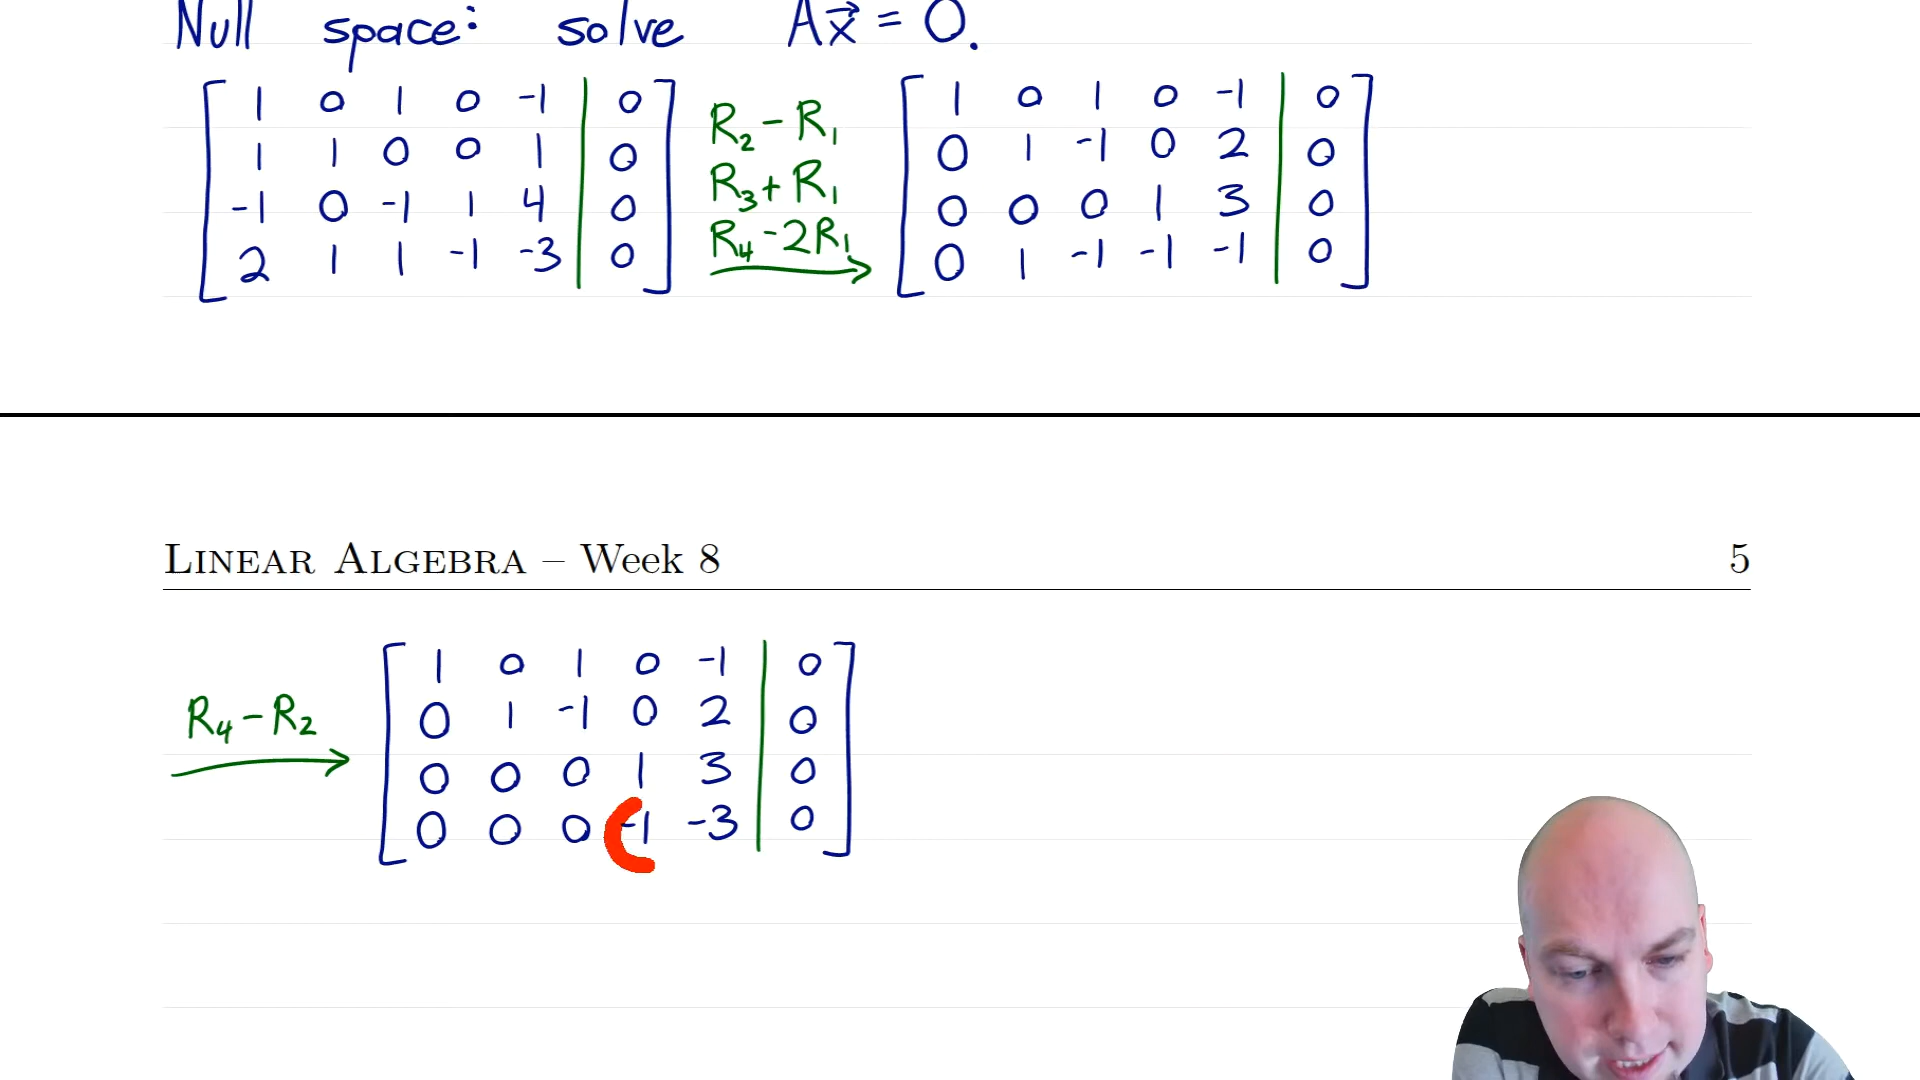 Null space: solve Ax⃗ = 0.
1 0 1 0 -1 | 0
1 1 0 0 1 | 0
-1 0 -1 1 4 | 0
2 1 1 -1 -3 | 0
R₂ - R₁
R₃ + R₁
R₄ - 2R₁
1 0 1 0 -1 | 0
0 1 -1 0 2 | 0
0 0 0 1 3 | 0
0 1 -1 -1 -1 | 0
LINEAR ALGEBRA – Week 8 5
R₄ - R₂
1 0 1 0 -1 | 0
0 1 -1 0 2 | 0
0 0 0 1 3 | 0
0 0 0 -1 -3 | 0